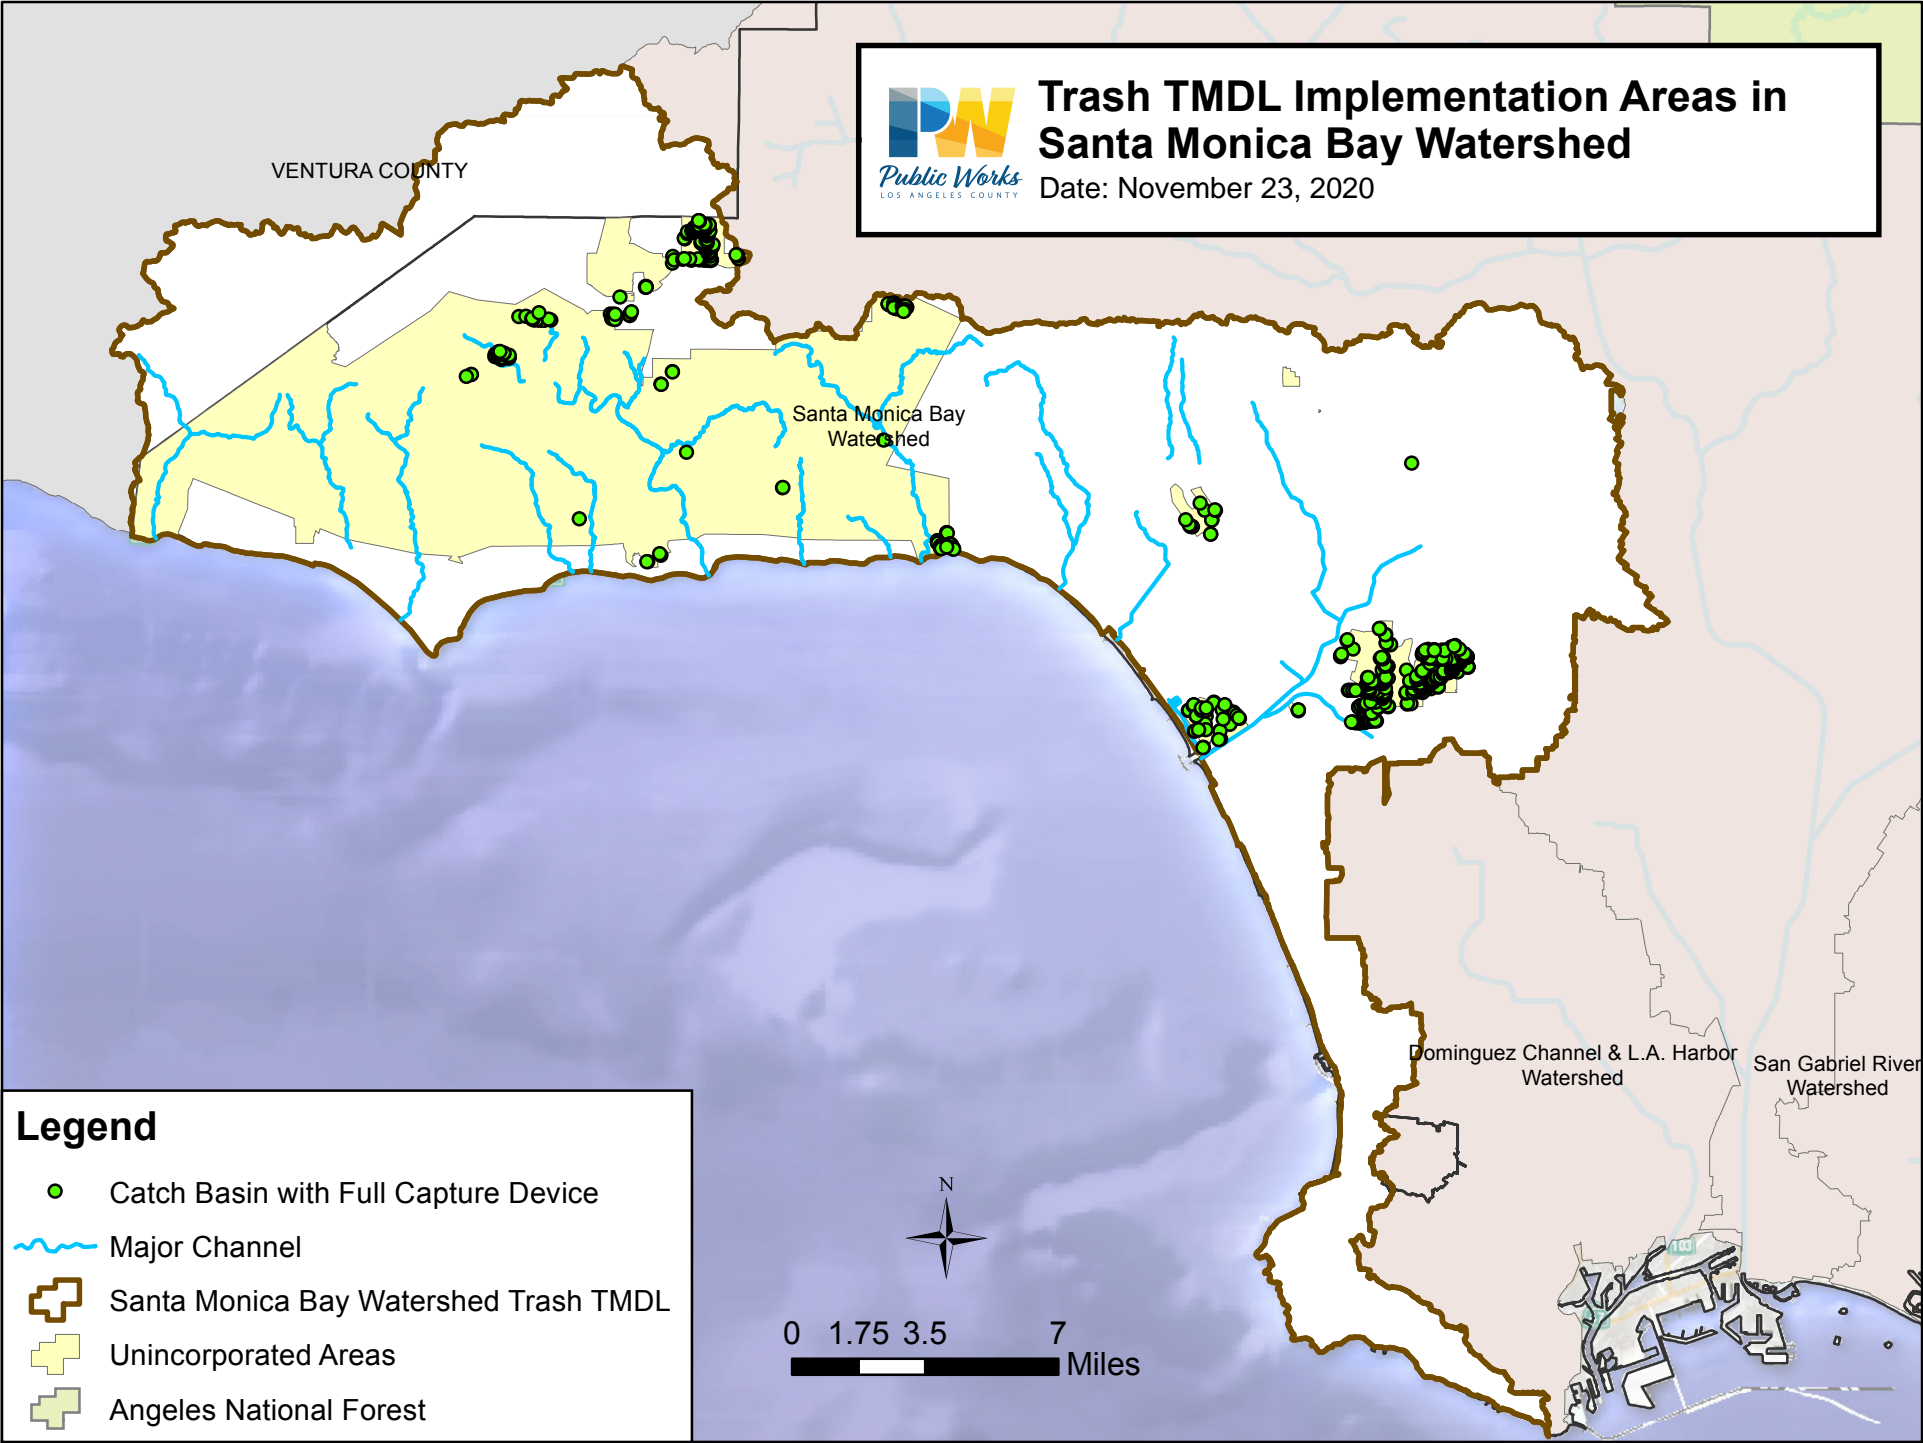 Trash TMDL Implementation Areas in
Santa Monica Bay Watershed
Date: November 23, 2020
PW
Public Works
LOS ANGELES COUNTY
VENTURA COUNTY
Santa Monica Bay
Watershed
Dominguez Channel & L.A. Harbor
Watershed
San Gabriel River
Watershed
Legend
Catch Basin with Full Capture Device
Major Channel
Santa Monica Bay Watershed Trash TMDL
Unincorporated Areas
Angeles National Forest
N
0 1.75 3.5 7
Miles